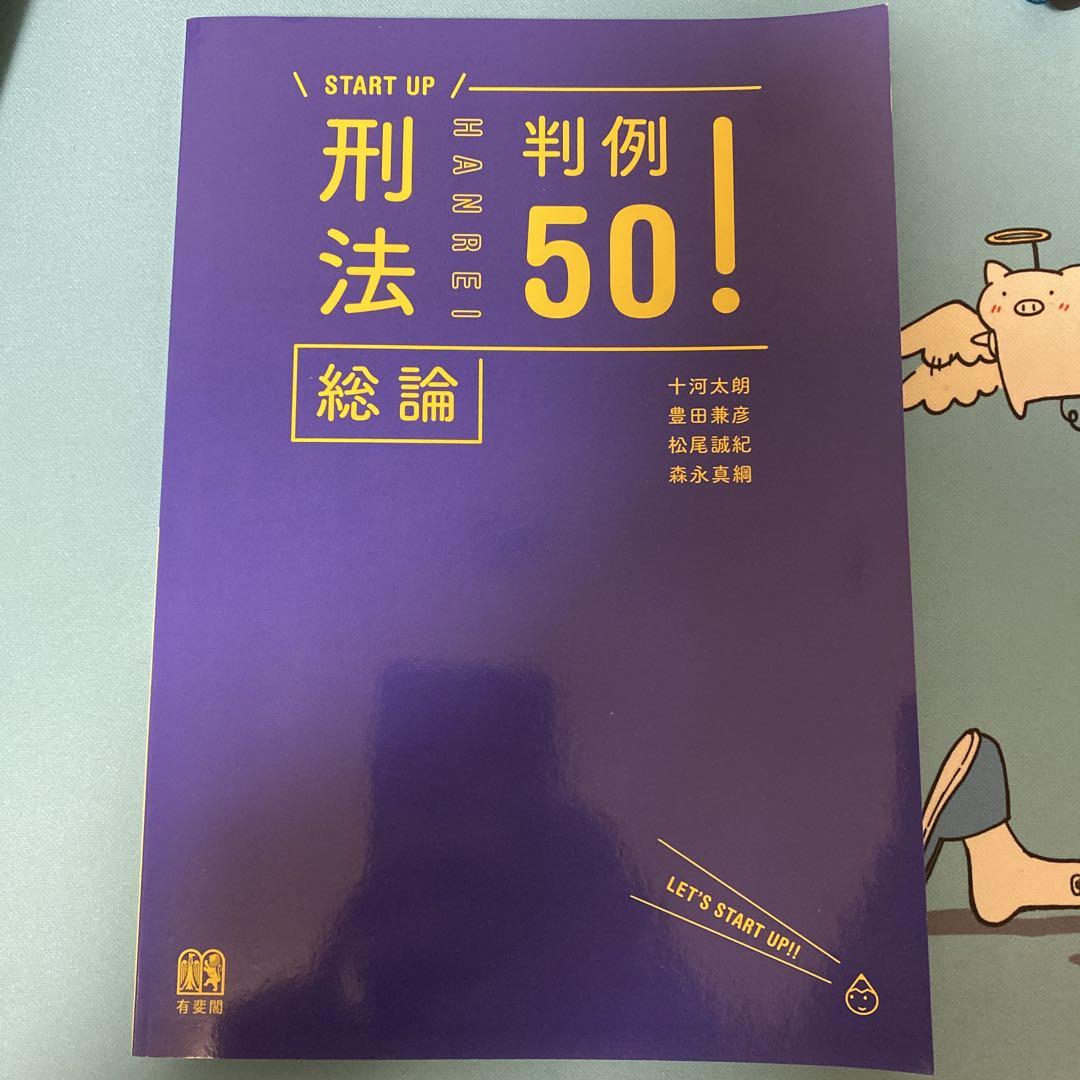 START UP
刑法
HANREI
判例
50!
総論
十河太朗
豊田兼彦
松尾誠紀
森永真綱
LET'S START UP!!
有斐閣